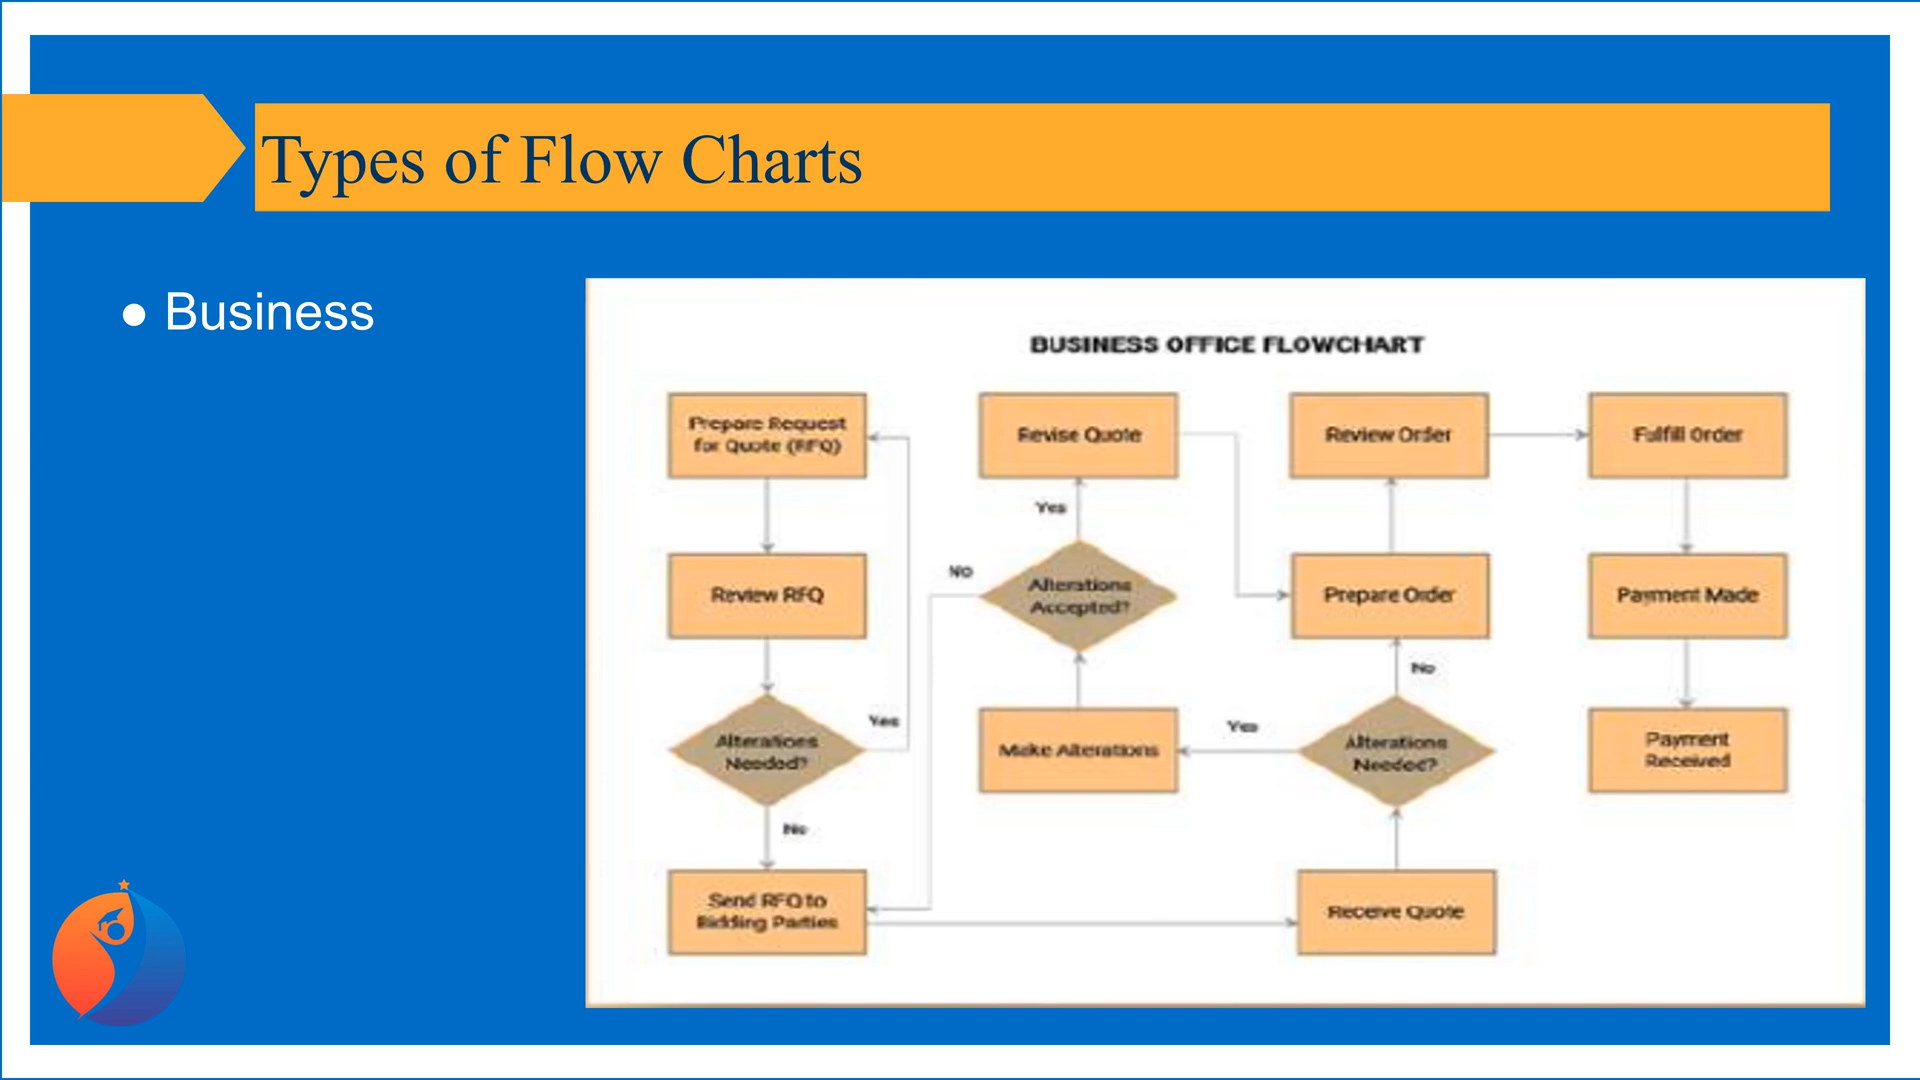 Types of Flow Charts
● Business
BUSINESS OFFICE FLOWCHART
Prepare Request
for Quote (RFQ)
Review RFQ
Alterations
Needed?
Yes
No
Send RFQ to
Bidding Parties
Revise Quote
Yes
No
Alterations
Accepted?
Make Alterations
Yes
Review Order
Prepare Order
No
Alterations
Needed?
Receive Quote
Fulfill Order
Payment Made
Payment
Received